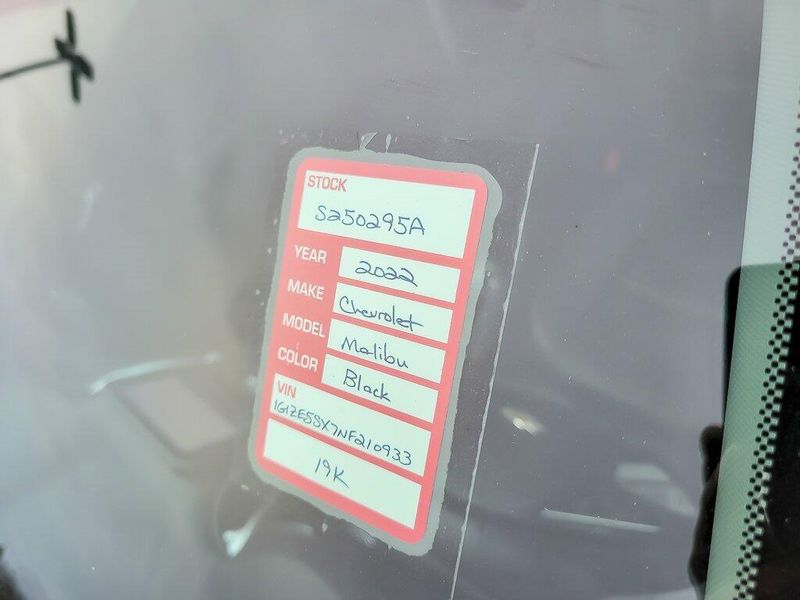 STOCK
S250295A
YEAR 2022
MAKE Chevrolet
MODEL Malibu
COLOR Black
VIN
1G1ZE5SX7NF210933
19K